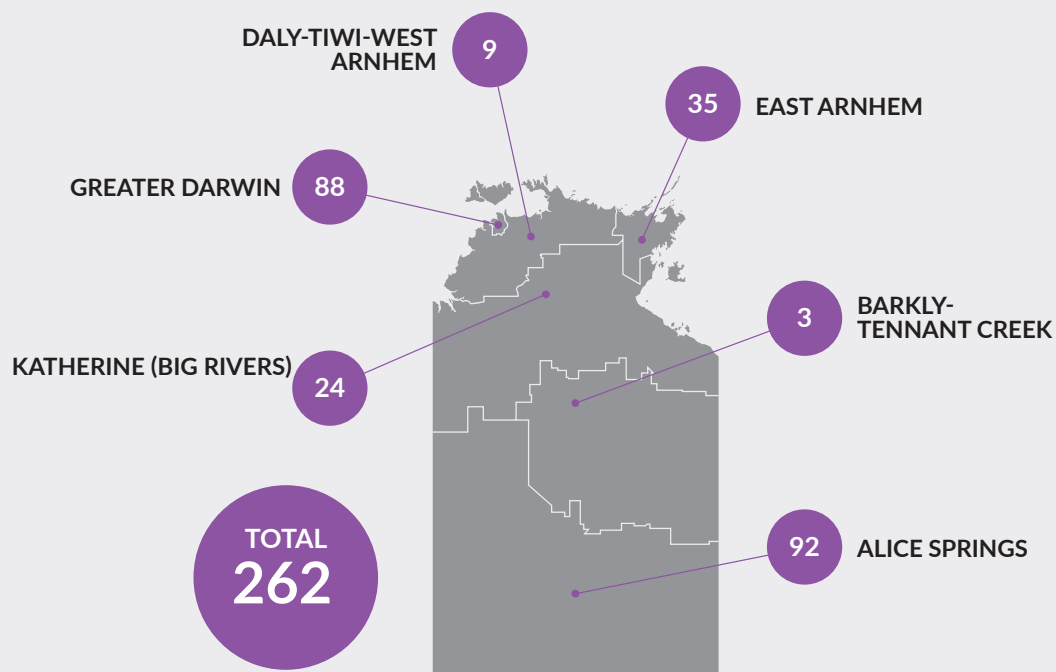 DALY-TIWI-WEST
ARNHEM
9
35
EAST ARNHEM
GREATER DARWIN
88
3
BARKLY-
TENNANT CREEK
KATHERINE (BIG RIVERS)
24
TOTAL
262
92
ALICE SPRINGS